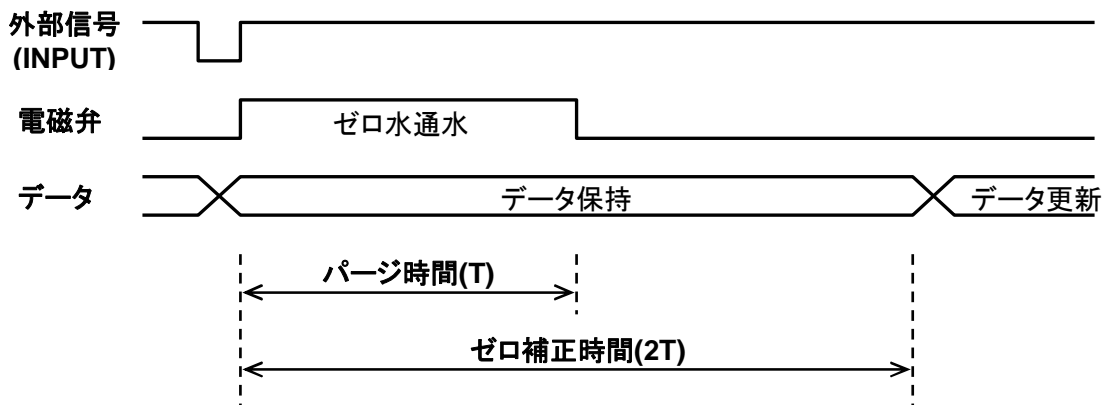 外部信号
(INPUT)
電磁弁
ゼロ水通水
データ
データ保持
データ更新
パージ時間(T)
ゼロ補正時間(2T)